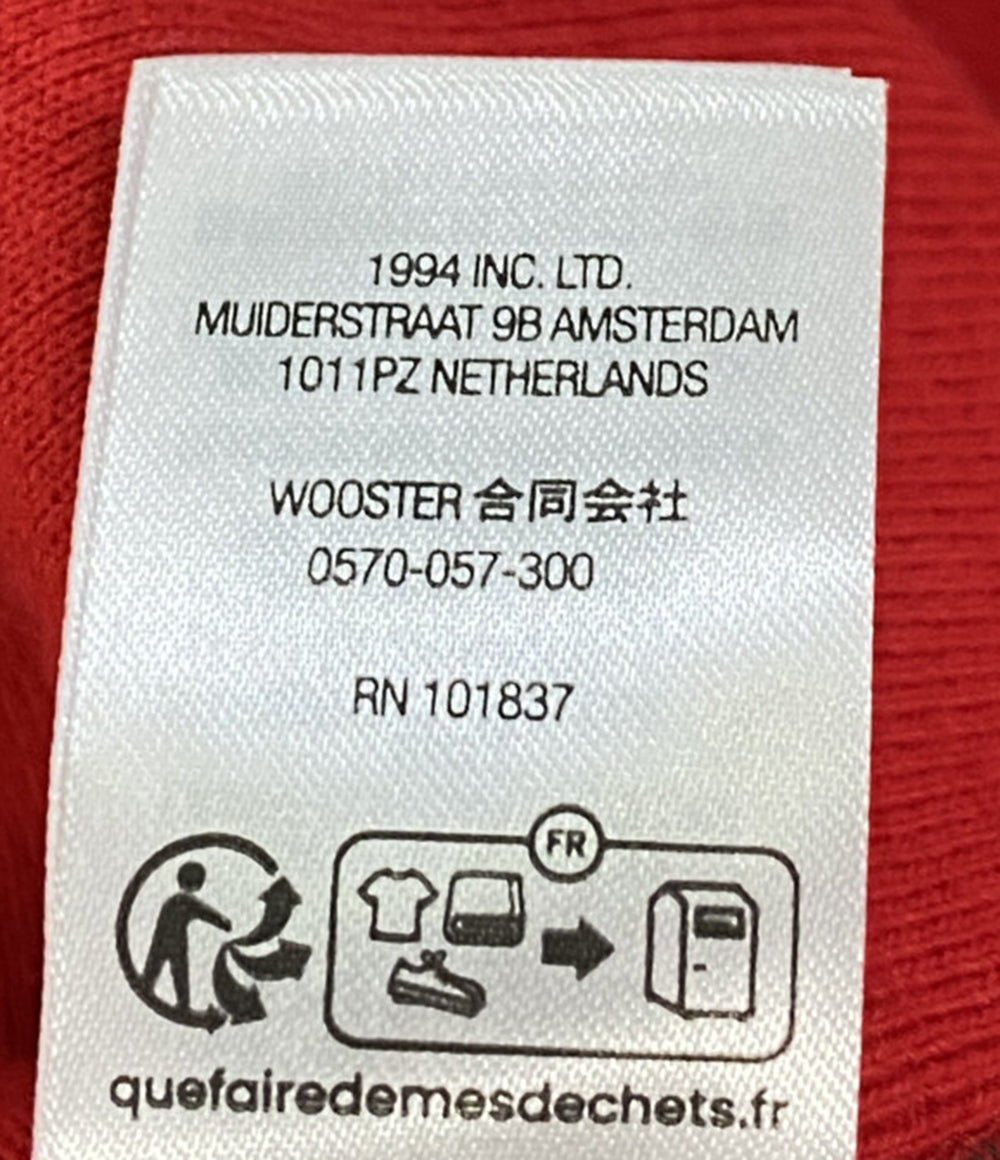 1994 INC. LTD.
MUIDERSTRAAT 9B AMSTERDAM
1011PZ NETHERLANDS
WOOSTER 合同会社
0570-057-300
RN 101837
FR
quefairedemesdechets.fr